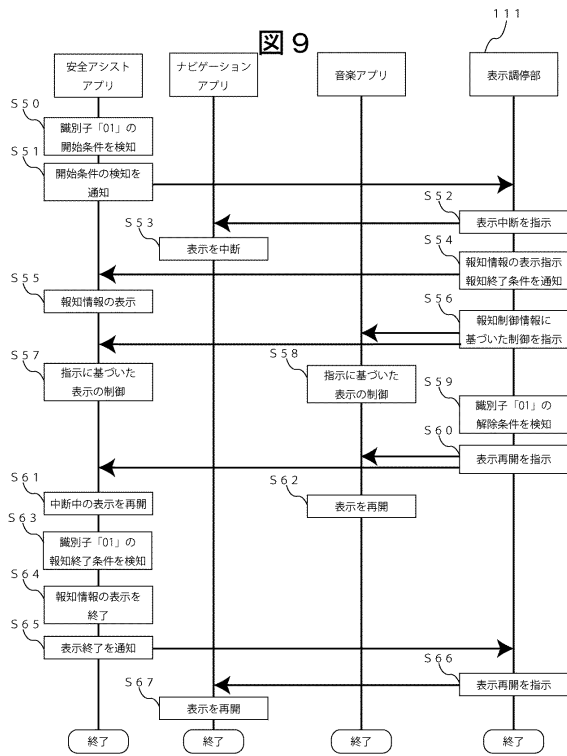 図９
111
安全アシスト
アプリ
ナビゲーション
アプリ
音楽アプリ
表示調停部
S50
識別子「01」の
開始条件を検知
S51
開始条件の検知を
通知
S52
表示中断を指示
S53
表示を中断
S54
報知情報の表示指示
報知終了条件を通知
S55
報知情報の表示
S56
報知制御情報に
基づいた制御を指示
S57
指示に基づいた
表示の制御
S58
指示に基づいた
表示の制御
S59
識別子「01」の
解除条件を検知
S60
表示再開を指示
S61
中断中の表示を再開
S62
表示を再開
S63
識別子「01」の
報知終了条件を検知
S64
報知情報の表示を
終了
S65
表示終了を通知
S66
表示再開を指示
S67
表示を再開
終了
終了
終了
終了